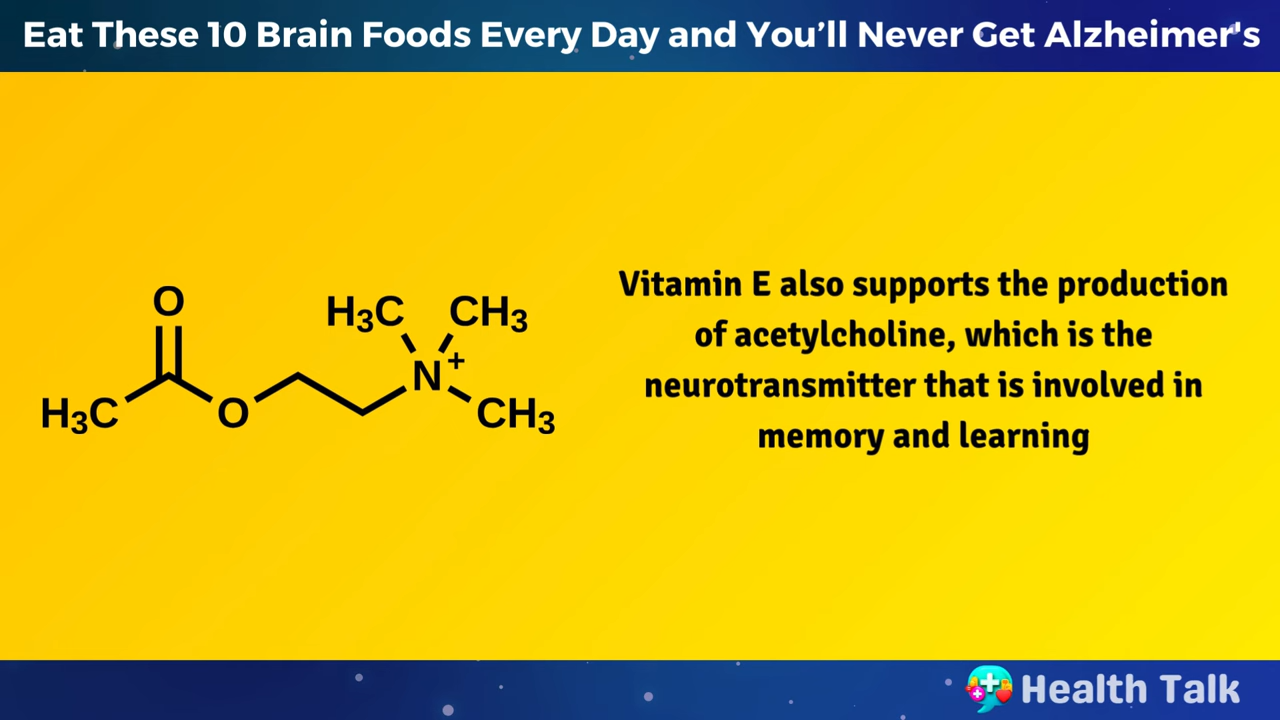 Eat These 10 Brain Foods Every Day and You’ll Never Get Alzheimer's
O
H₃C CH₃
N⁺
H₃C O CH₃
Vitamin E also supports the production
of acetylcholine, which is the
neurotransmitter that is involved in
memory and learning
Health Talk